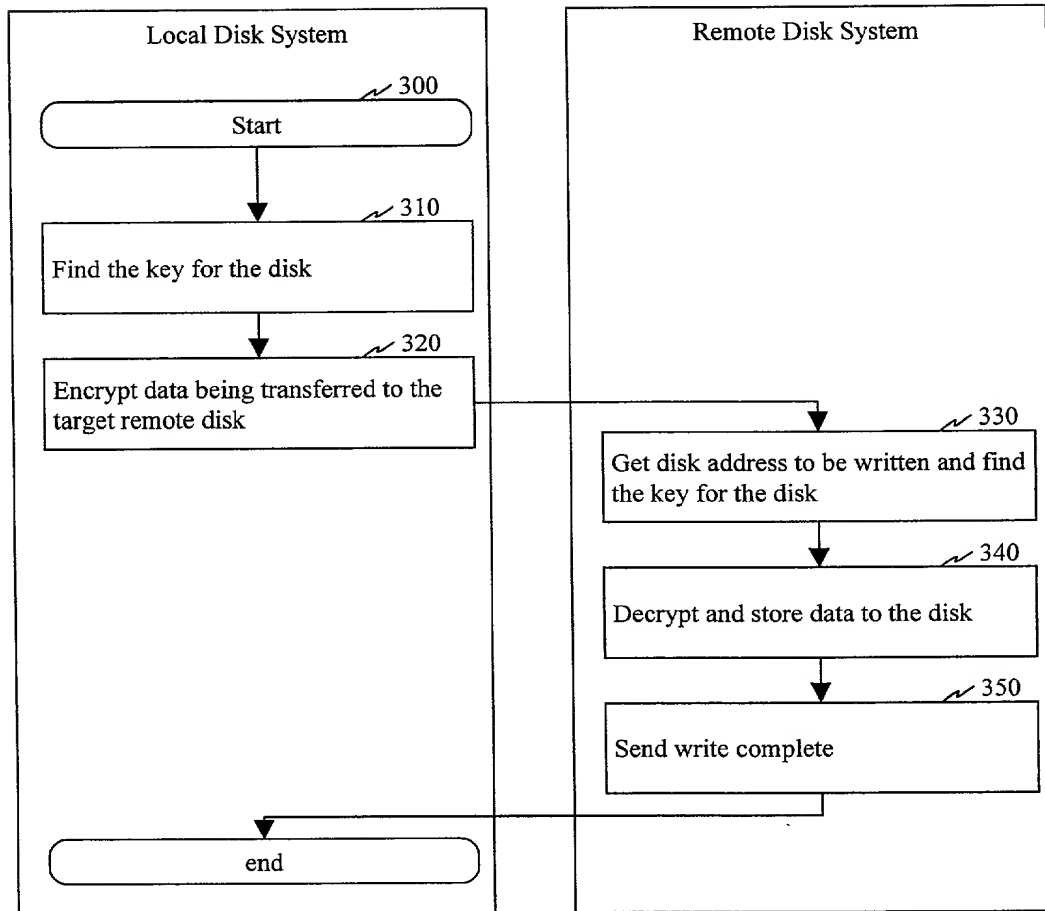 Local Disk System
300
Start
310
Find the key for the disk
320
Encrypt data being transferred to the
target remote disk
Remote Disk System
330
Get disk address to be written and find
the key for the disk
340
Decrypt and store data to the disk
350
Send write complete
end